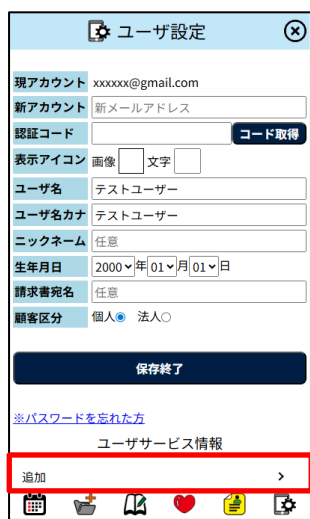 ユーザ設定
現アカウント xxxxxx@gmail.com
新アカウント 新メールアドレス
認証コード コード取得
表示アイコン 画像 文字
ユーザ名 テストユーザー
ユーザ名カナ テストユーザー
ニックネーム 任意
生年月日 2000 年 01 月 01 日
請求書宛名 任意
顧客区分 個人 法人
保存終了
※パスワードを忘れた方
ユーザサービス情報
追加 >